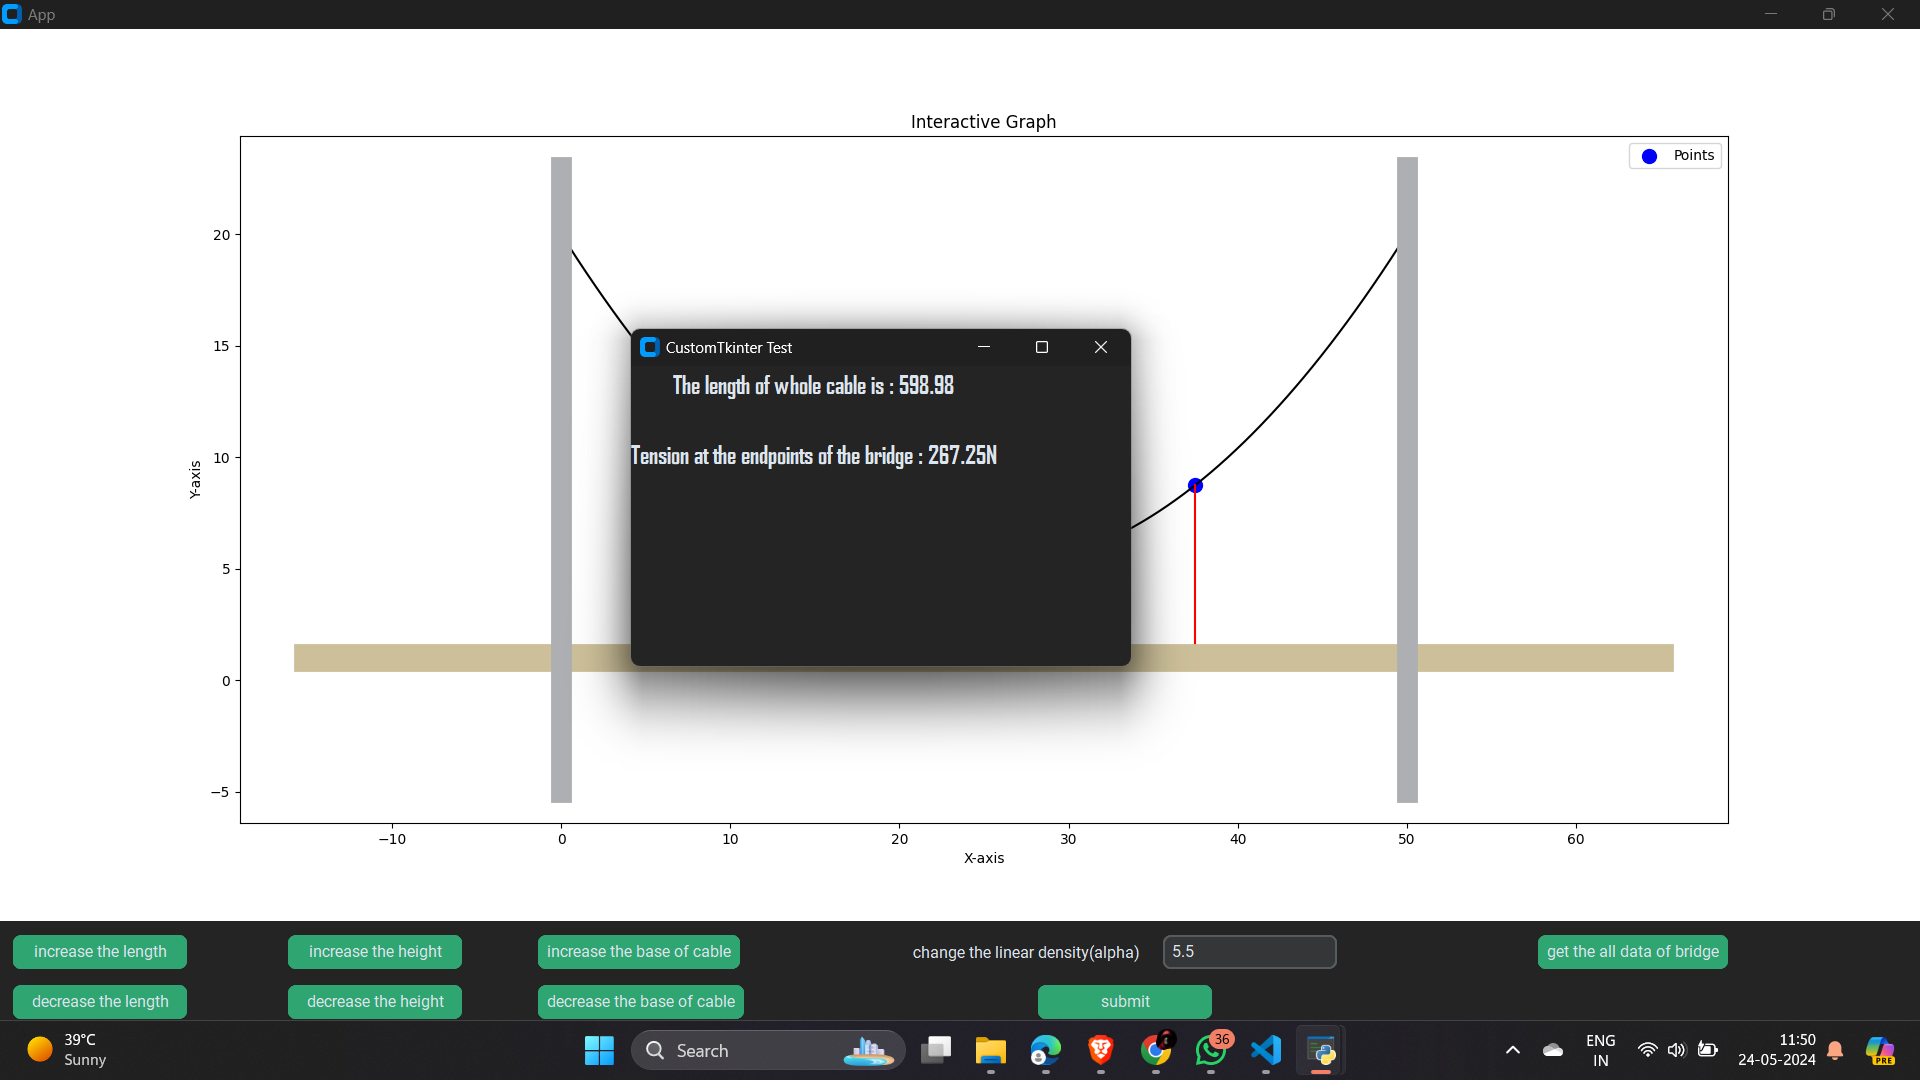 App
Interactive Graph
Points
20
15
10
5
0
−5
Y-axis
CustomTkinter Test
The length of whole cable is : 598.98
Tension at the endpoints of the bridge : 267.25N
−10 0 10 20 30 40 50 60
X-axis
increase the length increase the height increase the base of cable change the linear density(alpha) 5.5 get the all data of bridge
decrease the length decrease the height decrease the base of cable submit
39°C
Sunny
Search
36
ENG
IN
11:50
24-05-2024
PRE